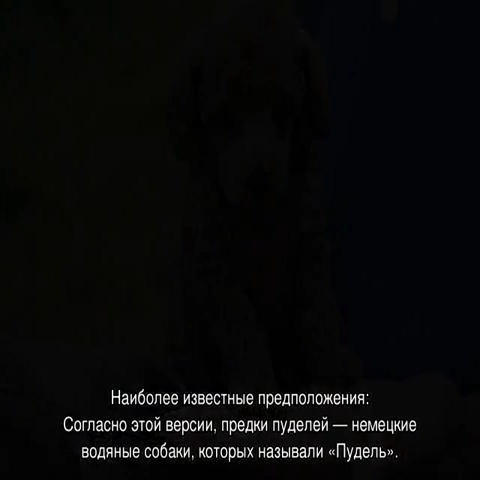 Наиболее известные предположения:
Согласно этой версии, предки пуделей — немецкие
водяные собаки, которых называли «Пудель».